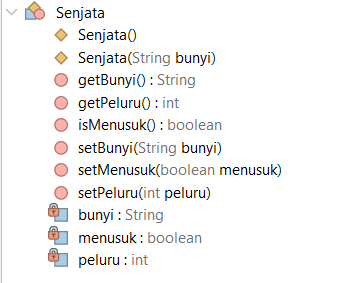 Senjata
Senjata()
Senjata(String bunyi)
getBunyi() : String
getPeluru() : int
isMenusuk() : boolean
setBunyi(String bunyi)
setMenusuk(boolean menusuk)
setPeluru(int peluru)
bunyi : String
menusuk : boolean
peluru : int